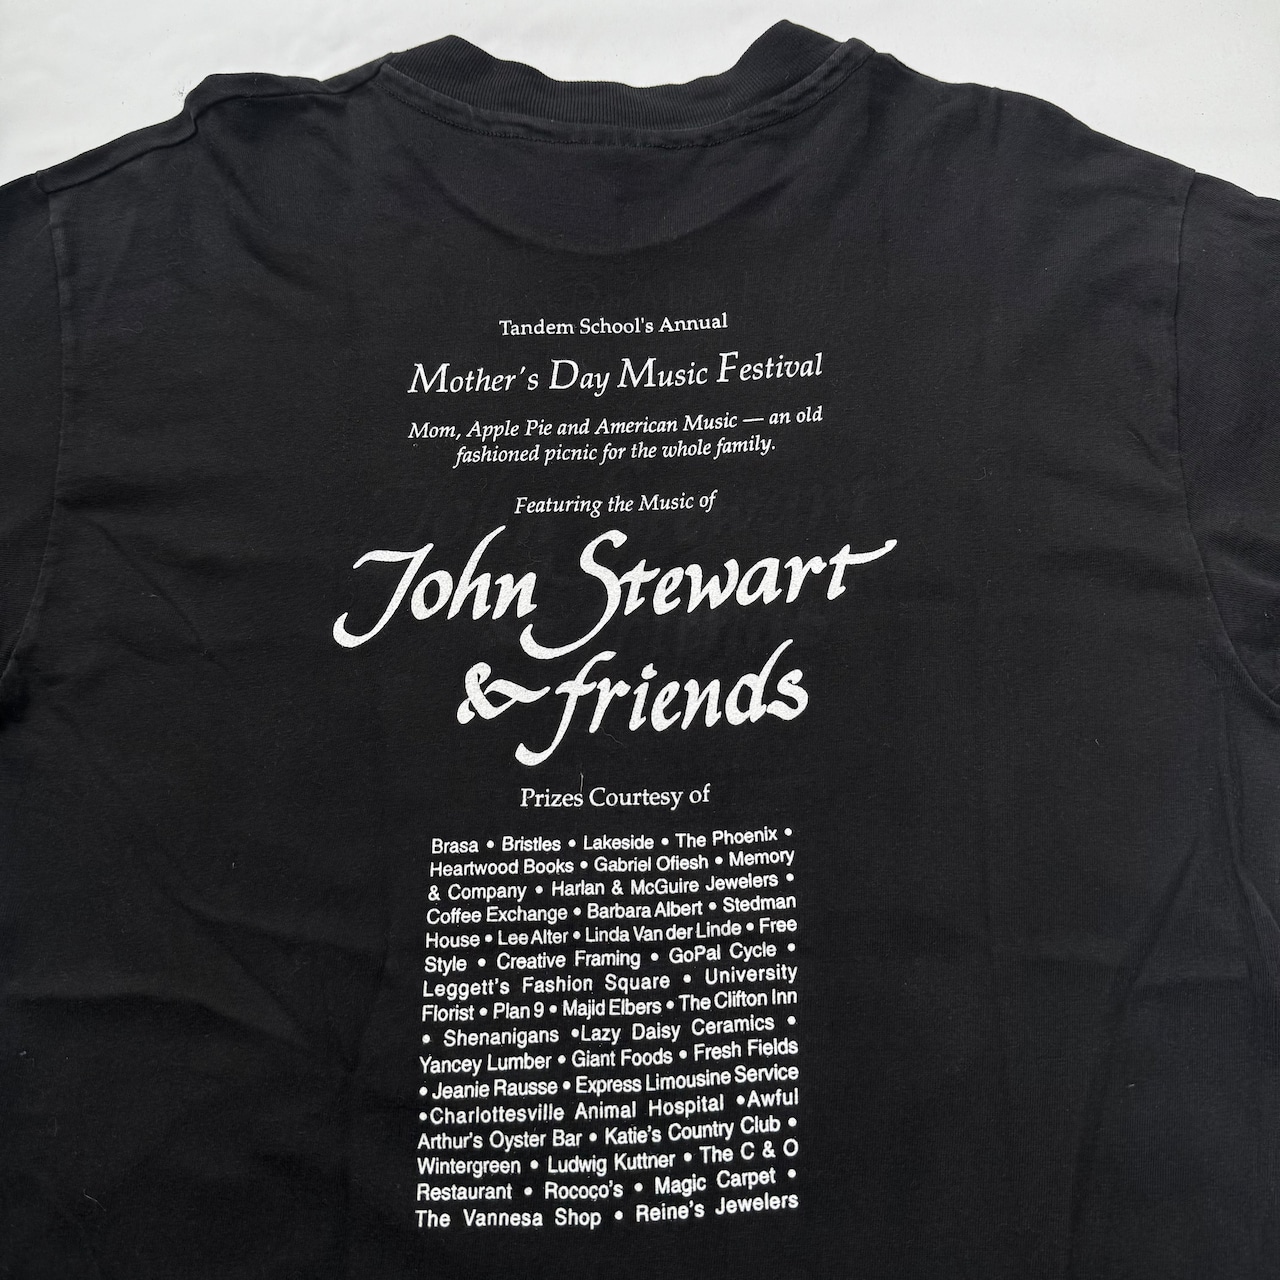 Tandem School's Annual
Mother's Day Music Festival
Mom, Apple Pie and American Music — an old
fashioned picnic for the whole family.
Featuring the Music of
John Stewart
& friends
Prizes Courtesy of
Brasa • Bristles • Lakeside • The Phoenix •
Heartwood Books • Gabriel Ofiesh • Memory
& Company • Harlan & McGuire Jewelers •
Coffee Exchange • Barbara Albert • Stedman
House • Lee Alter • Linda Van der Linde • Free
Style • Creative Framing • GoPal Cycle •
Leggett's Fashion Square • University
Florist • Plan 9 • Majid Elbers • The Clifton Inn
• Shenanigans •Lazy Daisy Ceramics •
Yancey Lumber • Giant Foods • Fresh Fields
• Jeanie Rausse • Express Limousine Service
•Charlottesville Animal Hospital •Awful
Arthur's Oyster Bar • Katie's Country Club •
Wintergreen • Ludwig Kuttner • The C & O
Restaurant • Rococo's • Magic Carpet •
The Vannesa Shop • Reine's Jewelers